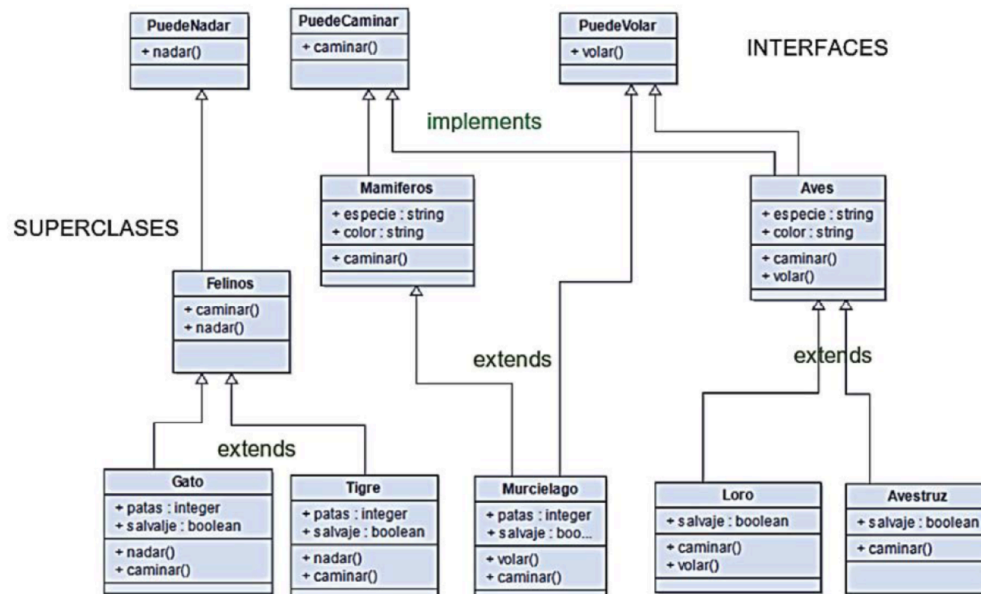 PuedeNadar
+ nadar()
PuedeCaminar
+ caminar()
PuedeVolar
+ volar()
INTERFACES
implements
SUPERCLASES
Mamiferos
+ especie : string
+ color : string
+ caminar()
Aves
+ especie : string
+ color : string
+ caminar()
+ volar()
Felinos
+ caminar()
+ nadar()
extends
extends
extends
Gato
+ patas : integer
+ salvalje : boolean
+ nadar()
+ caminar()
Tigre
+ patas : integer
+ salvaje : boolean
+ nadar()
+ caminar()
Murcielago
+ patas : integer
+ salvaje : boo...
+ volar()
+ caminar()
Loro
+ salvaje : boolean
+ caminar()
+ volar()
Avestruz
+ salvaje : boolean
+ caminar()